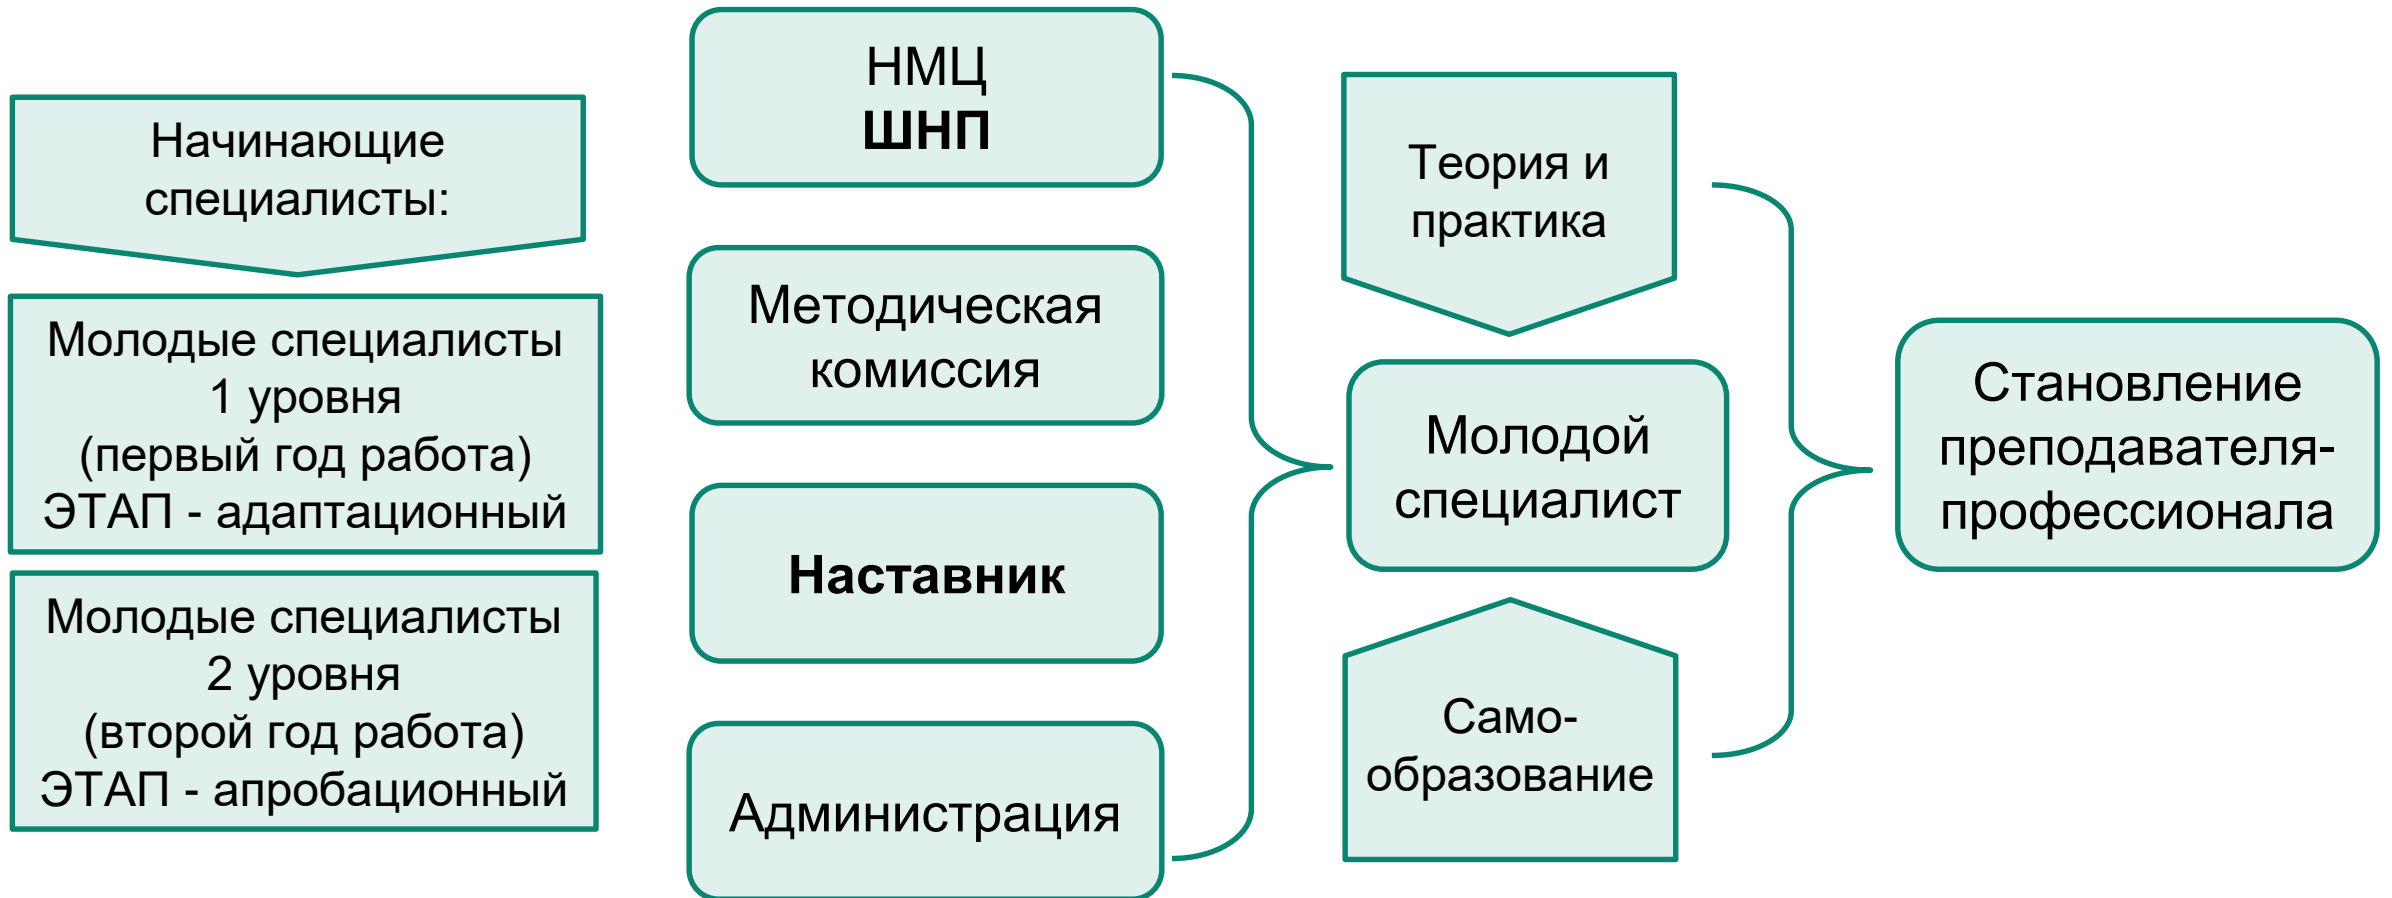 Начинающие
специалисты:
Молодые специалисты
1 уровня
(первый год работа)
ЭТАП - адаптационный
Молодые специалисты
2 уровня
(второй год работа)
ЭТАП - апробационный
НМЦ
ШНП
Методическая
комиссия
Наставник
Администрация
Теория и
практика
Молодой
специалист
Само-
образование
Становление
преподавателя-
профессионала